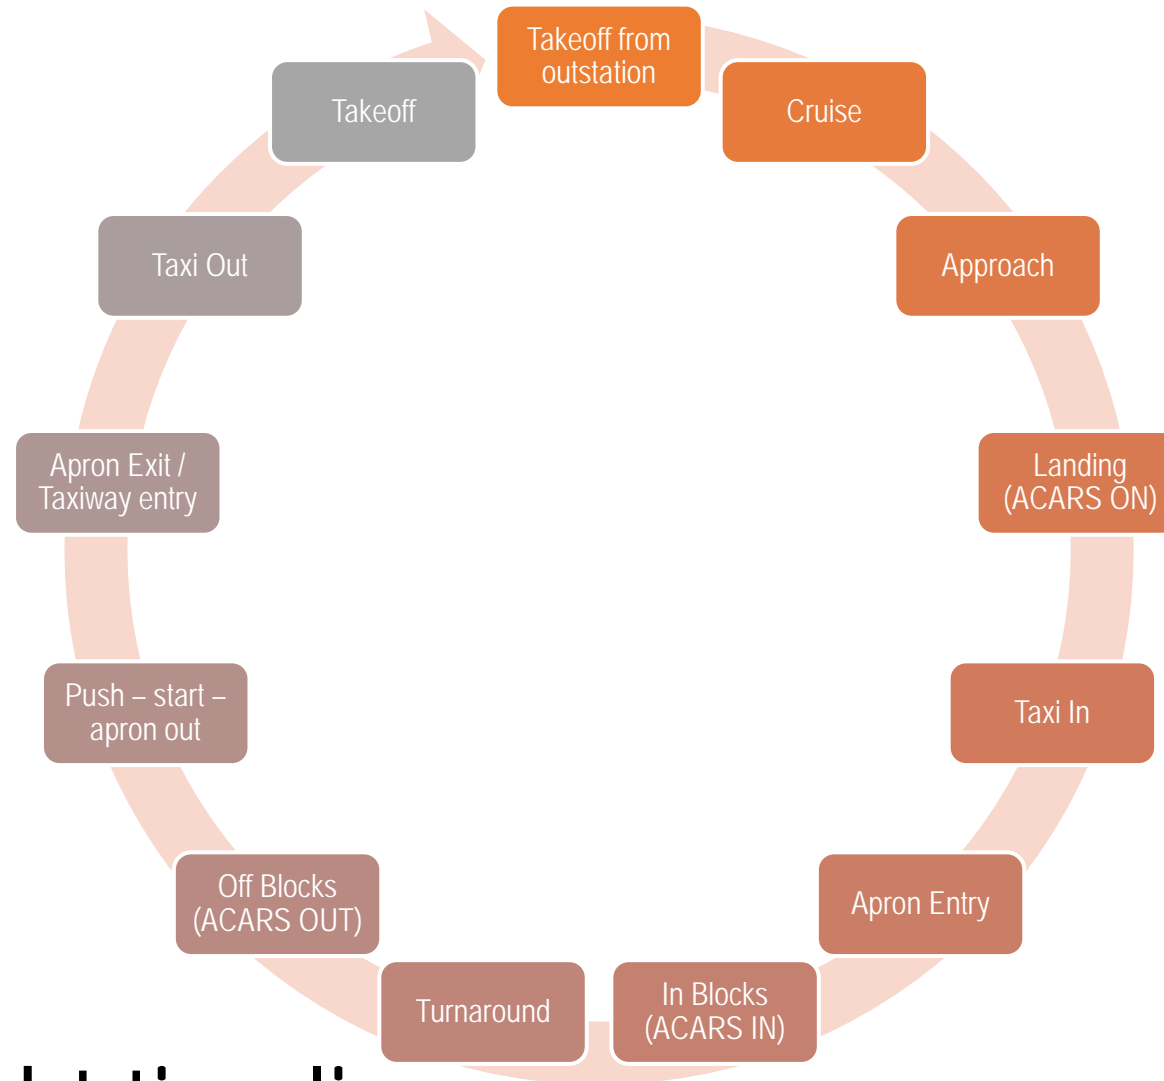 Takeoff from
outstation
Cruise
Approach
Landing
(ACARS ON)
Taxi In
Apron Entry
In Blocks
(ACARS IN)
Turnaround
Off Blocks
(ACARS OUT)
Push – start –
apron out
Apron Exit /
Taxiway entry
Taxi Out
Takeoff